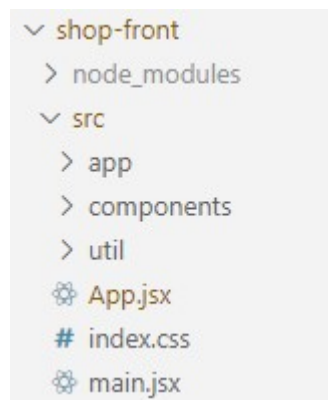 shop-front
node_modules
src
app
components
util
App.jsx
# index.css
main.jsx